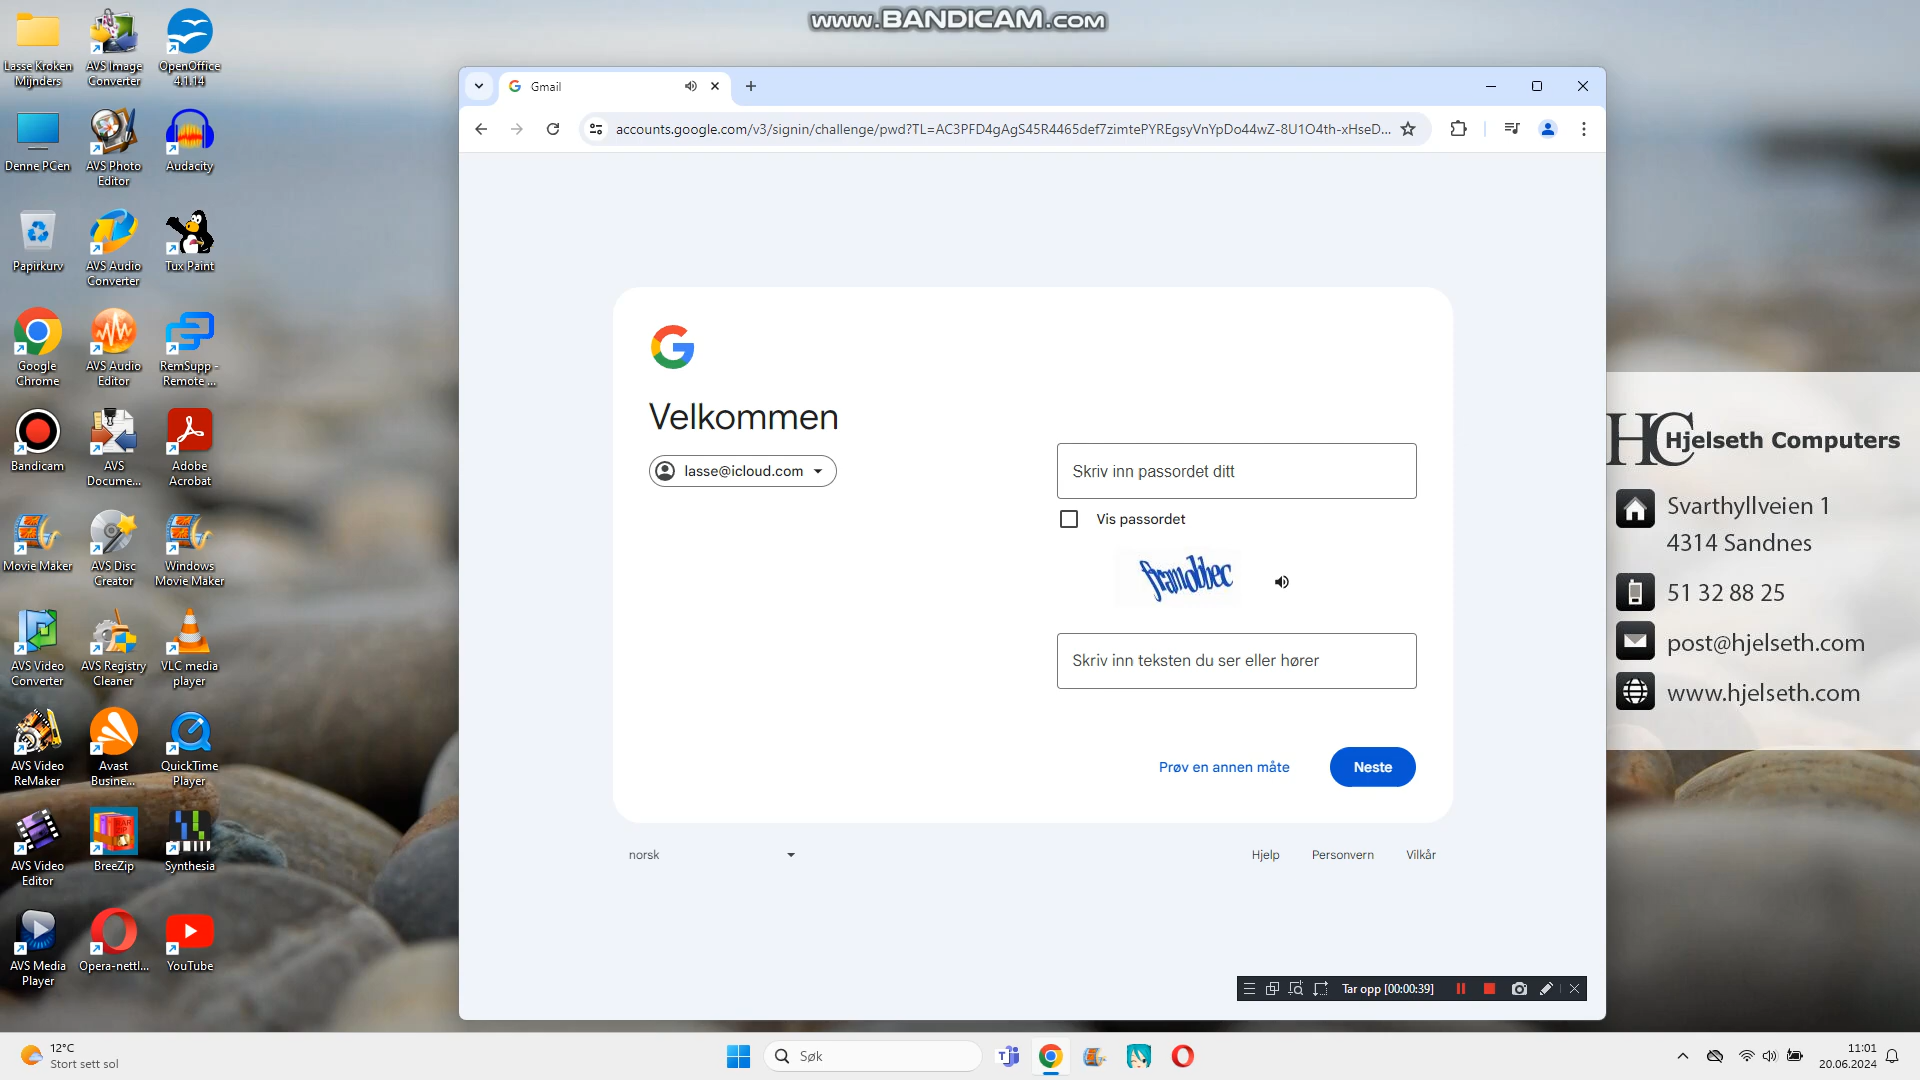 www.BANDICAM.com
Lasse Kroken
Mijnders
AVS Image
Converter
OpenOffice
4.1.14
Denne PCen
AVS Photo
Editor
Audacity
Papirkurv
AVS Audio
Converter
Tux Paint
Google
Chrome
AVS Audio
Editor
RemSupp -
Remote ...
Bandicam
AVS
Docume...
Adobe
Acrobat
Movie Maker
AVS Disc
Creator
Windows
Movie Maker
AVS Video
Converter
AVS Registry
Cleaner
VLC media
player
AVS Video
ReMaker
Avast
Busine...
QuickTime
Player
AVS Video
Editor
BreeZip
Synthesia
AVS Media
Player
Opera-nettl...
YouTube
Gmail
accounts.google.com/v3/signin/challenge/pwd?TL=AC3PFD4gAgS45R4465def7zimtePYREgsyVnYpDo44wZ-8U1O4th-xHseD...
Velkommen
lasse@icloud.com
Skriv inn passordet ditt
Vis passordet
Skriv inn teksten du ser eller hører
Prøv en annen måte
Neste
norsk
Hjelp
Personvern
Vilkår
Tar opp [00:00:39]
HC Hjelseth Computers
Svarthyllveien 1
4314 Sandnes
51 32 88 25
post@hjelseth.com
www.hjelseth.com
12°C
Stort sett sol
Søk
11:01
20.06.2024